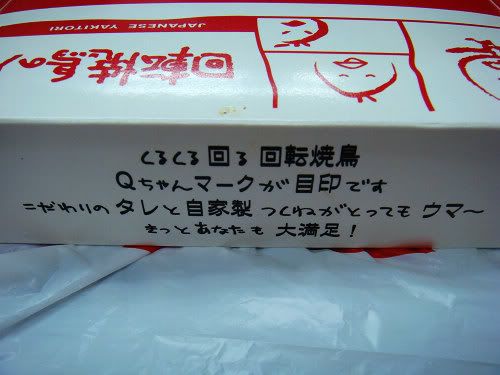 JAPANESE YAKITORI
回転焼鳥の
くるくる 回る 回転焼鳥
Qちゃんマークが 目印です
こだわりの タレと 自家製 つくねがとっても ウマ〜
きっとあなたも 大満足！